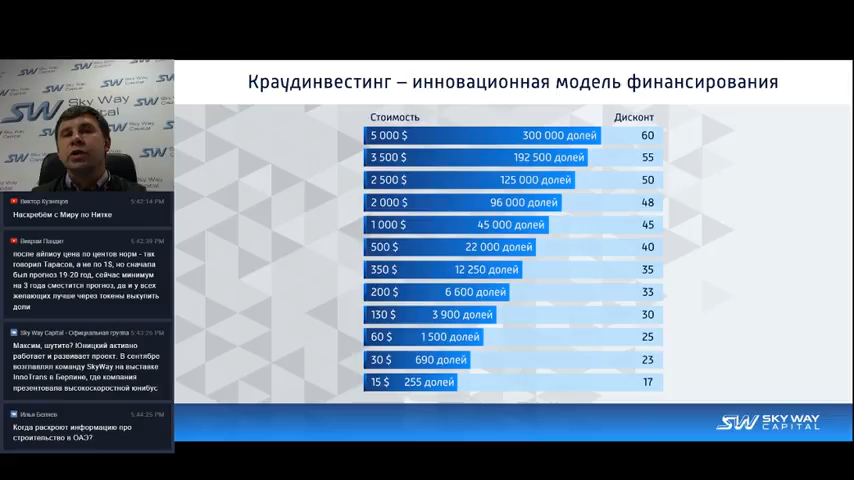 Краудинвестинг – инновационная модель финансирования
Стоимость Дисконт
5 000 $ 300 000 долей 60
3 500 $ 192 500 долей 55
2 500 $ 125 000 долей 50
2 000 $ 96 000 долей 48
1 000 $ 45 000 долей 45
500 $ 22 000 долей 40
350 $ 12 250 долей 35
200 $ 6 600 долей 33
130 $ 3 900 долей 30
60 $ 1 500 долей 25
30 $ 690 долей 23
15 $ 255 долей 17
SW SKY WAY
CAPITAL
SW Sky Way
Capital
Виктор Кузнецов 5:42:14 PM
Наскребём с Миру по Нитке
Викрам Пандит 5:42:39 PM
после айпиоу цена по центов норм - так
говорил Тарасов, а не по 1$, но сначала
был прогноз 19-20 год, сейчас минимум
на 3 года сместится прогноз, да и у всех
желающих лучше через токены выкупить
доли
Sky Way Capital - Официальная группа 5:43:26 PM
Максим, шутите? Юницкий активно
работает и развивает проект. В сентябре
возглавлял команду SkyWay на выставке
InnoTrans в Берлине, где компания
презентовала высокоскоростной юнибус
Илья Беляев 5:44:25 PM
Когда раскроют информацию про
строительство в ОАЭ?